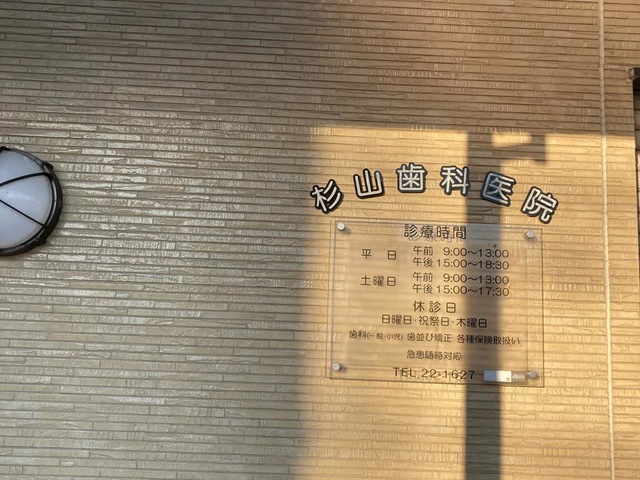 杉山歯科医院
診療時間
平日 午前 9:00〜13:00
午後 15:00〜18:30
土曜日 午前 9:00〜13:00
午後 15:00〜17:30
休診日
日曜日・祝祭日・木曜日
歯科(一般・小児) 歯並び矯正 各種保険取扱い
急患随時対応
TEL.22-1627